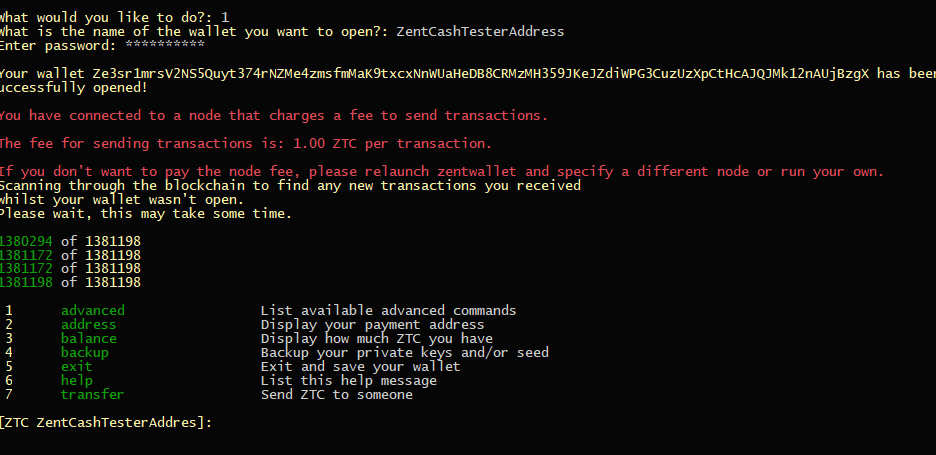 What would you like to do?: 1
What is the name of the wallet you want to open?: ZentCashTesterAddress
Enter password: **********
Your wallet Ze3sr1mrsV2NS5Quyt374rNZMe4zmsfmMaK9txcxNnWUaHeDB8CRMzMH359JKeJZdiWPG3CuzUzXpCtHcAJQJMk12nAUjBzgX has been
uccessfully opened!
You have connected to a node that charges a fee to send transactions.
The fee for sending transactions is: 1.00 ZTC per transaction.
If you don't want to pay the node fee, please relaunch zentwallet and specify a different node or run your own.
Scanning through the blockchain to find any new transactions you received
whilst your wallet wasn't open.
Please wait, this may take some time.
1380294 of 1381198
1381172 of 1381198
1381172 of 1381198
1381198 of 1381198
1 advanced List available advanced commands
2 address Display your payment address
3 balance Display how much ZTC you have
4 backup Backup your private keys and/or seed
5 exit Exit and save your wallet
6 help List this help message
7 transfer Send ZTC to someone
[ZTC ZentCashTesterAddres]: